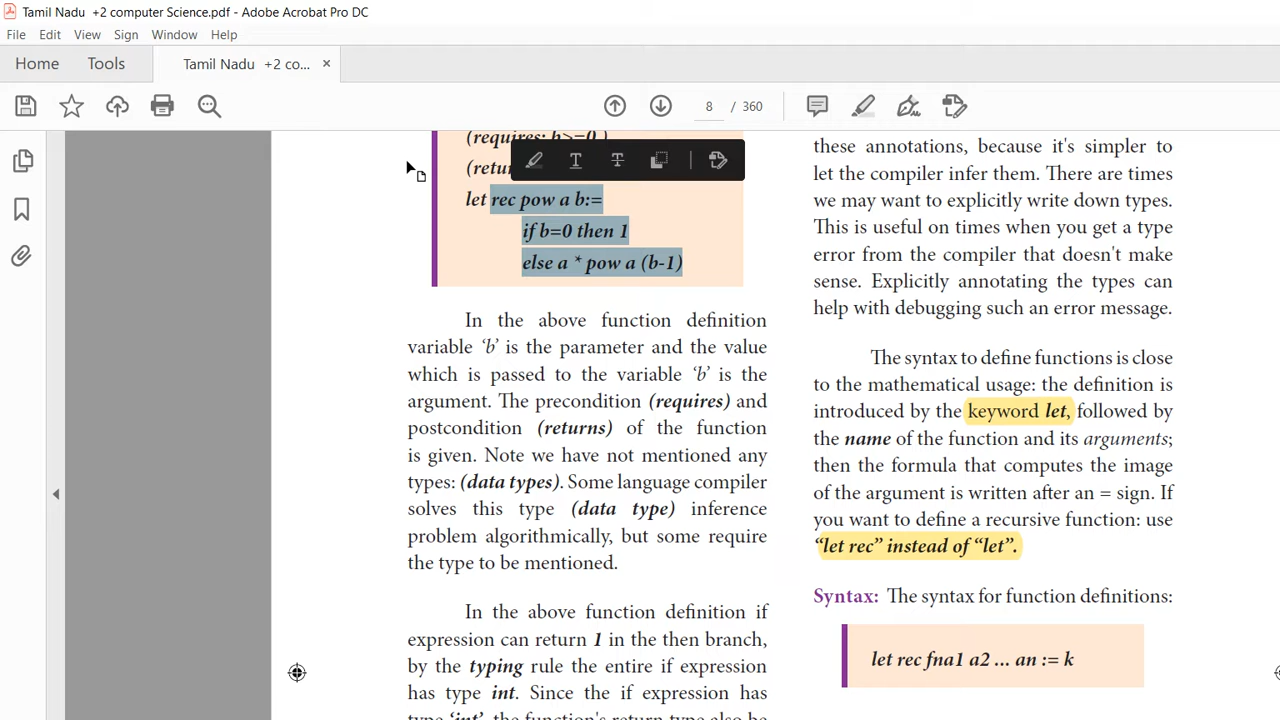 Tamil Nadu +2 computer Science.pdf - Adobe Acrobat Pro DC
File Edit View Sign Window Help
Home Tools Tamil Nadu +2 co... ×
8 / 360
(requires: b>=0 )
(retur
let rec pow a b:=
if b=0 then 1
else a * pow a (b-1)
In the above function definition
variable ‘b’ is the parameter and the value
which is passed to the variable ‘b’ is the
argument. The precondition (requires) and
postcondition (returns) of the function
is given. Note we have not mentioned any
types: (data types). Some language compiler
solves this type (data type) inference
problem algorithmically, but some require
the type to be mentioned.
In the above function definition if
expression can return 1 in the then branch,
by the typing rule the entire if expression
has type int. Since the if expression has
type ‘int’, the function's return type also be
these annotations, because it's simpler to
let the compiler infer them. There are times
we may want to explicitly write down types.
This is useful on times when you get a type
error from the compiler that doesn't make
sense. Explicitly annotating the types can
help with debugging such an error message.
The syntax to define functions is close
to the mathematical usage: the definition is
introduced by the keyword let, followed by
the name of the function and its arguments;
then the formula that computes the image
of the argument is written after an = sign. If
you want to define a recursive function: use
“let rec” instead of “let”.
Syntax: The syntax for function definitions:
let rec fna1 a2 ... an := k